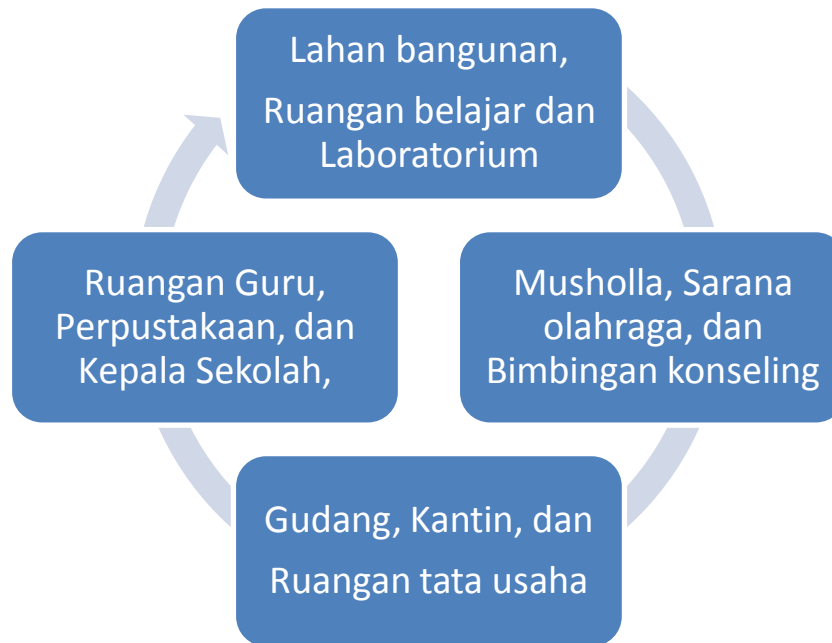 Lahan bangunan,
Ruangan belajar dan
Laboratorium
Musholla, Sarana
olahraga, dan
Bimbingan konseling
Gudang, Kantin, dan
Ruangan tata usaha
Ruangan Guru,
Perpustakaan, dan
Kepala Sekolah,